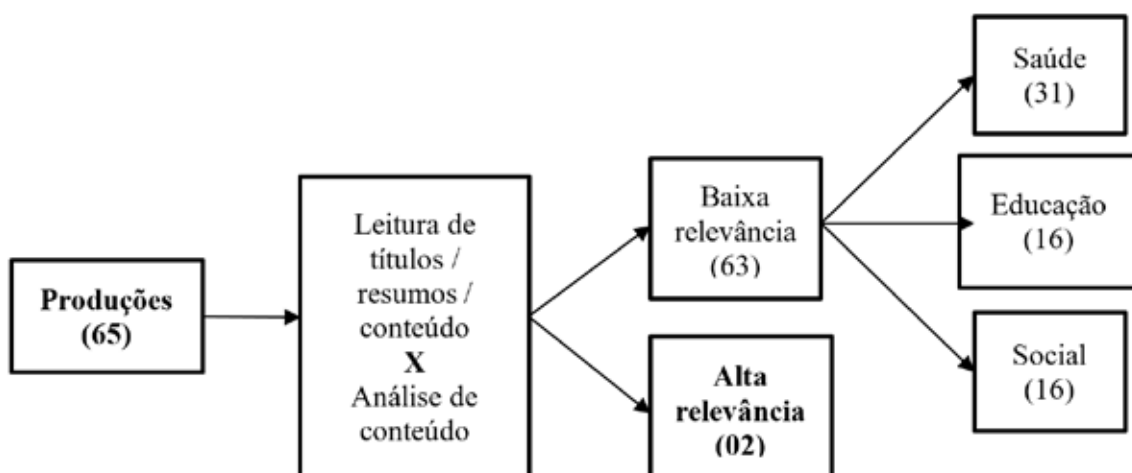 Produções
(65)
Leitura de
títulos /
resumos /
conteúdo
X
Análise de
conteúdo
Baixa
relevância
(63)
Alta
relevância
(02)
Saúde
(31)
Educação
(16)
Social
(16)